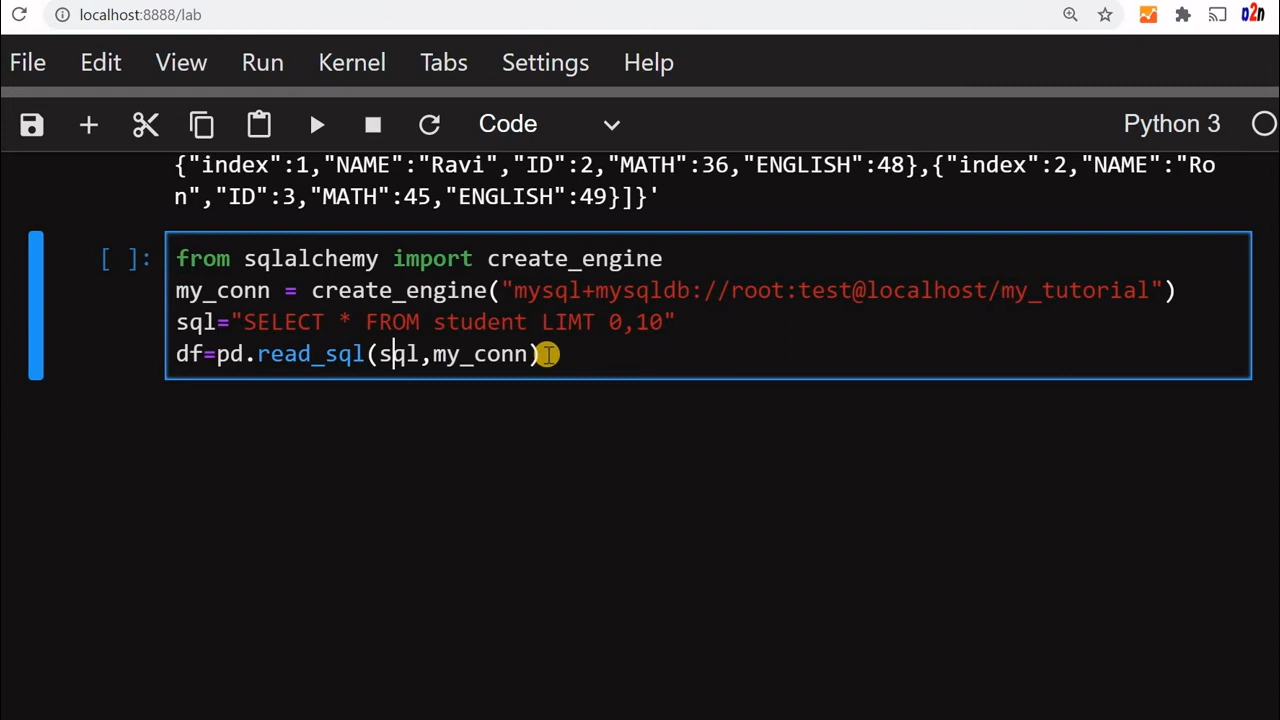 localhost:8888/lab
o2n
File Edit View Run Kernel Tabs Settings Help
Code
Python 3
{"index":1,"NAME":"Ravi","ID":2,"MATH":36,"ENGLISH":48},{"index":2,"NAME":"Ro
n","ID":3,"MATH":45,"ENGLISH":49}]}'
[ ]:
from sqlalchemy import create_engine
my_conn = create_engine("mysql+mysqldb://root:test@localhost/my_tutorial")
sql="SELECT * FROM student LIMT 0,10"
df=pd.read_sql(sql,my_conn)